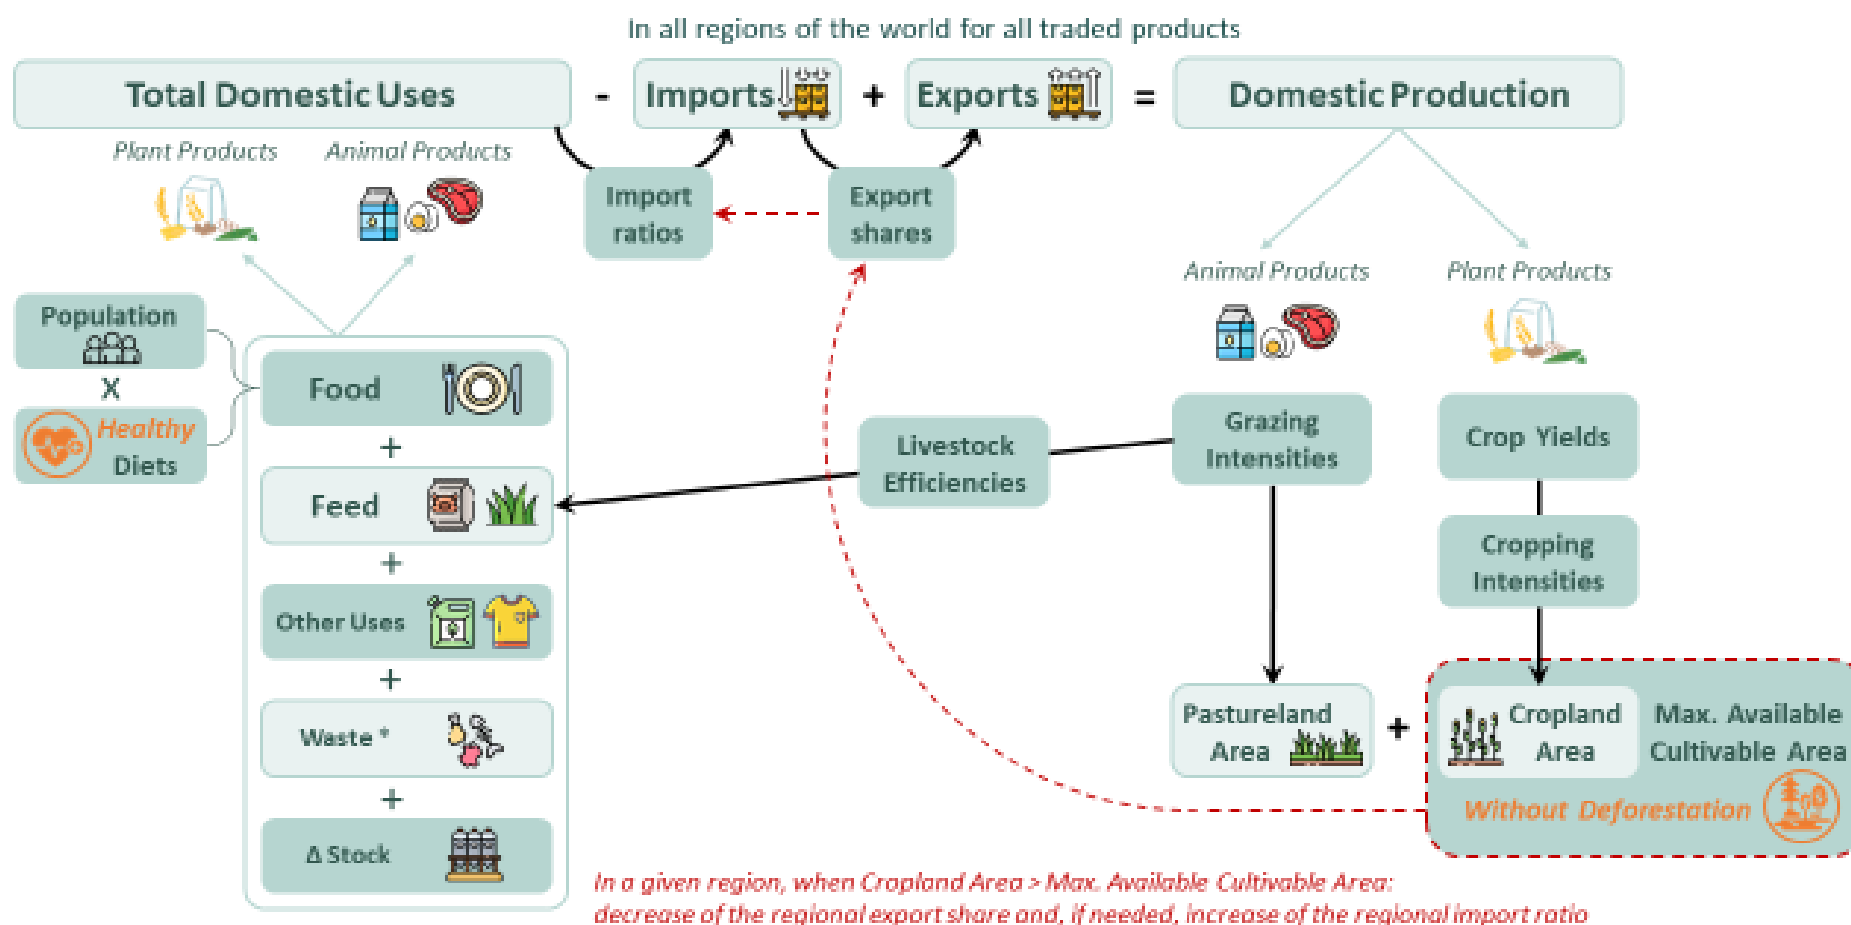 In all regions of the world for all traded products
Total Domestic Uses
-
Imports
+
Exports
=
Domestic Production
Plant Products
Animal Products
Import
ratios
Export
shares
Animal Products
Plant Products
Population
X
Healthy
Diets
Food
+
Feed
+
Other Uses
+
Waste *
+
Δ Stock
Livestock
Efficiencies
Grazing
Intensities
Crop Yields
Cropping
Intensities
Pastureland
Area
+
Cropland
Area
Max. Available
Cultivable Area
Without Deforestation
In a given region, when Cropland Area > Max. Available Cultivable Area:
decrease of the regional export share and, if needed, increase of the regional import ratio